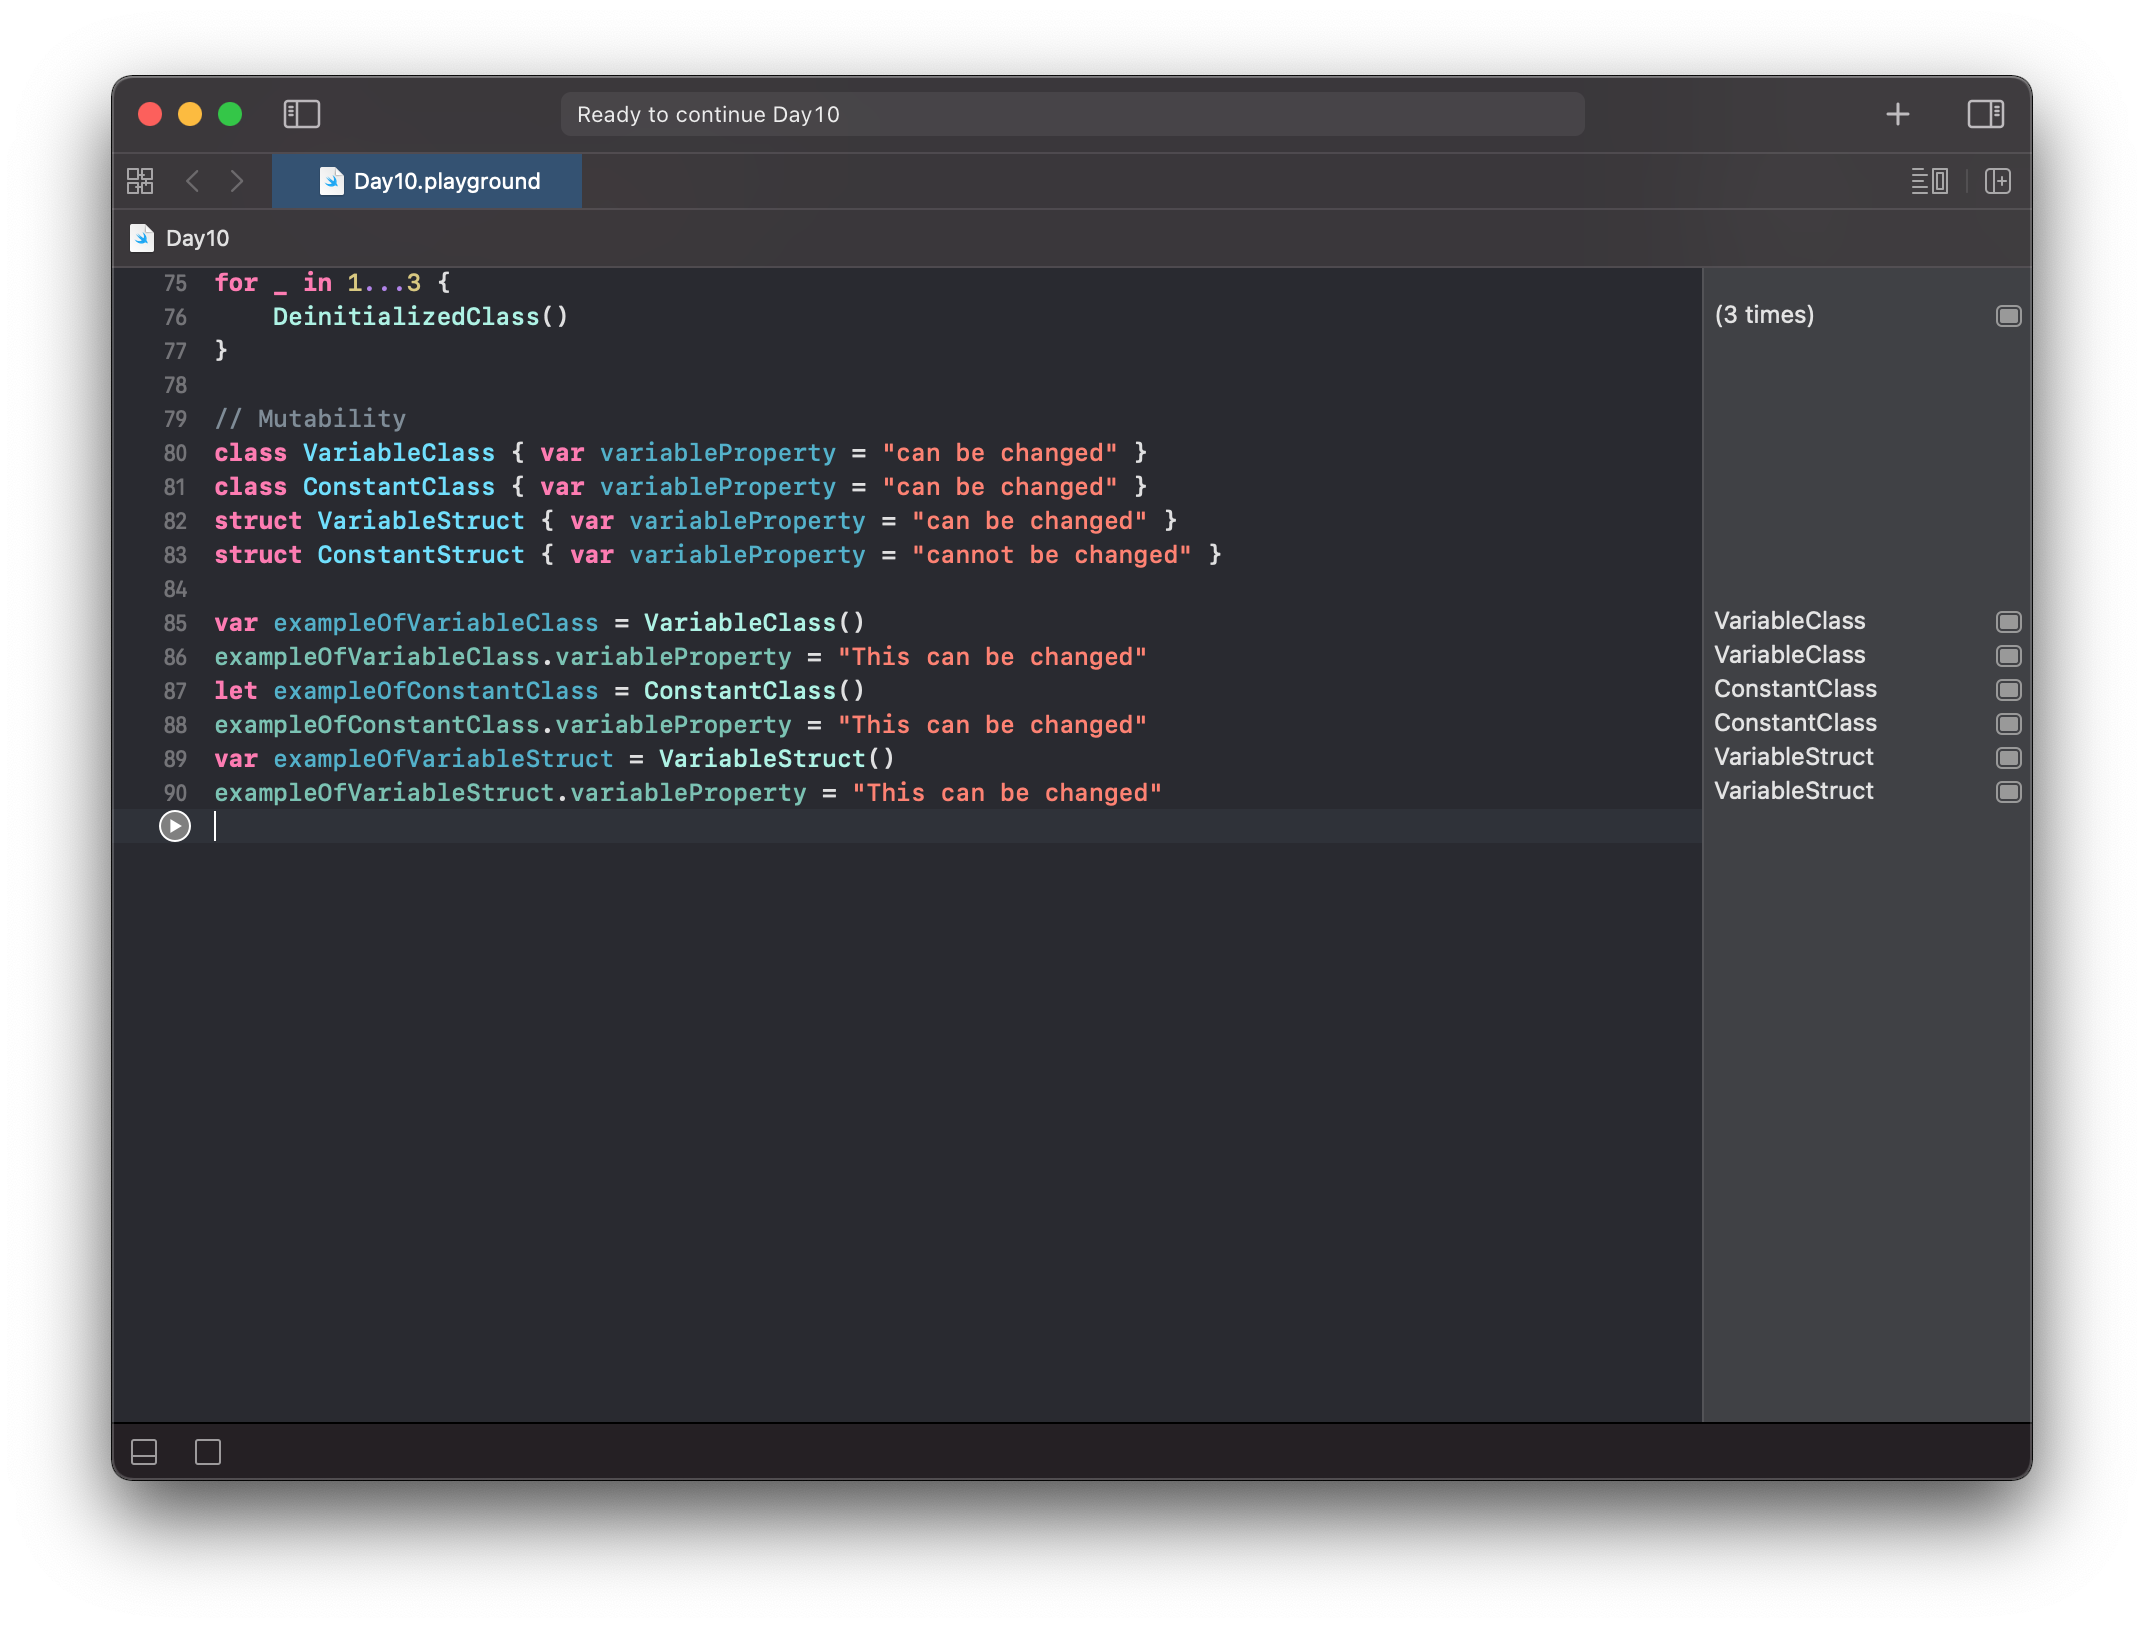 Ready to continue Day10
Day10.playground
Day10
75 for _ in 1...3 {
76     DeinitializedClass() (3 times)
77 }
78
79 // Mutability
80 class VariableClass { var variableProperty = "can be changed" }
81 class ConstantClass { var variableProperty = "can be changed" }
82 struct VariableStruct { var variableProperty = "can be changed" }
83 struct ConstantStruct { var variableProperty = "cannot be changed" }
84
85 var exampleOfVariableClass = VariableClass() VariableClass
86 exampleOfVariableClass.variableProperty = "This can be changed" VariableClass
87 let exampleOfConstantClass = ConstantClass() ConstantClass
88 exampleOfConstantClass.variableProperty = "This can be changed" ConstantClass
89 var exampleOfVariableStruct = VariableStruct() VariableStruct
90 exampleOfVariableStruct.variableProperty = "This can be changed" VariableStruct